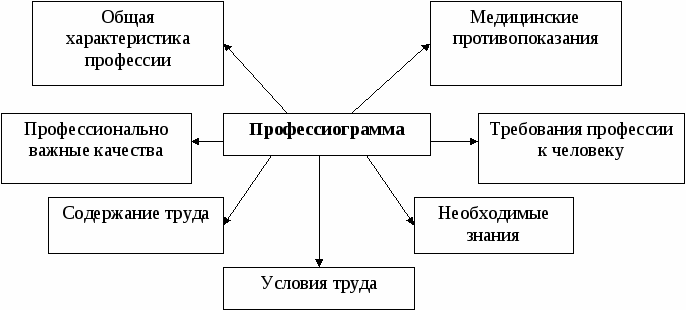 Общая
характеристика
профессии
Медицинские
противопоказания
Профессионально
важные качества
Профессиограмма
Требования профессии
к человеку
Содержание труда
Необходимые
знания
Условия труда